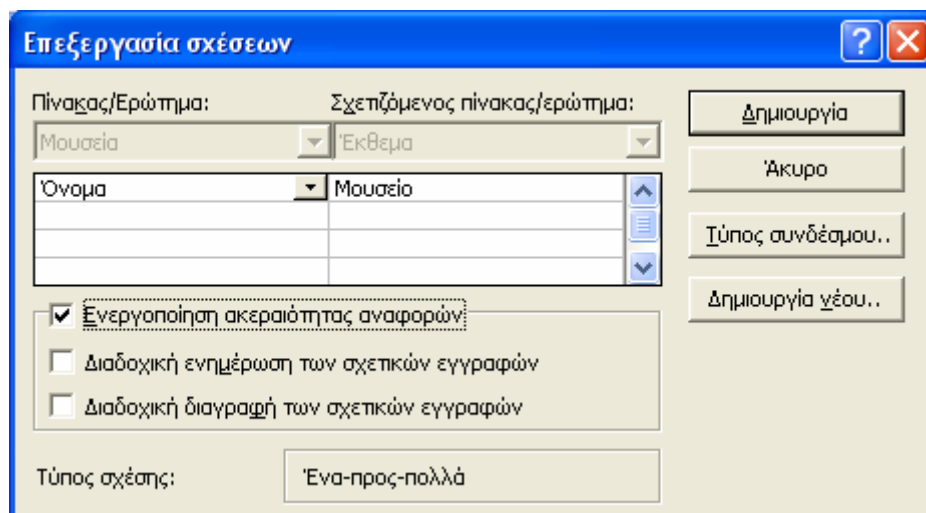 Επεξεργασία σχέσεων
Πίνακας/Ερώτημα: Σχετιζόμενος πίνακας/ερώτημα:
Μουσεία Έκθεμα
Όνομα Μουσείο
Ενεργοποίηση ακεραιότητας αναφορών
Διαδοχική ενημέρωση των σχετικών εγγραφών
Διαδοχική διαγραφή των σχετικών εγγραφών
Τύπος σχέσης: Ένα-προς-πολλά
Δημιουργία
Άκυρο
Τύπος συνδέσμου..
Δημιουργία νέου..